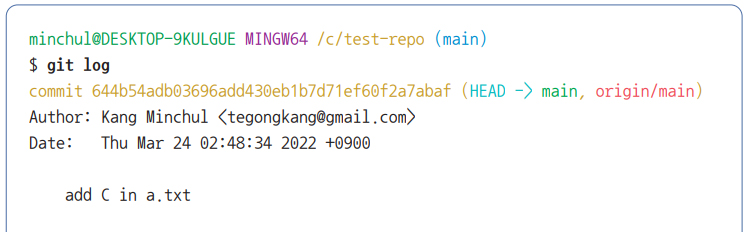 minchul@DESKTOP-9KULGUE MINGW64 /c/test-repo (main)
$ git log
commit 644b54adb03696add430eb1b7d71ef60f2a7abaf (HEAD -> main, origin/main)
Author: Kang Minchul <tegongkang@gmail.com>
Date:   Thu Mar 24 02:48:34 2022 +0900
    add C in a.txt